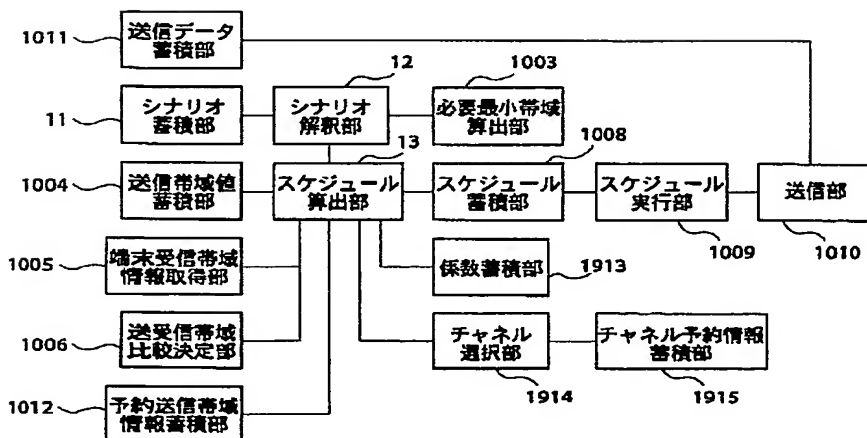 1011
送信データ
蓄積部
12
1003
11
シナリオ
蓄積部
シナリオ
解釈部
必要最小帯域
算出部
13
1008
1004
送信帯域値
蓄積部
スケジュール
算出部
スケジュール
蓄積部
スケジュール
実行部
送信部
1009
1010
1005
端末受信帯域
情報取得部
係数蓄積部
1913
1006
送受信帯域
比較決定部
チャネル
選択部
チャネル予約情報
蓄積部
1914
1915
1012
予約送信帯域
情報蓄積部